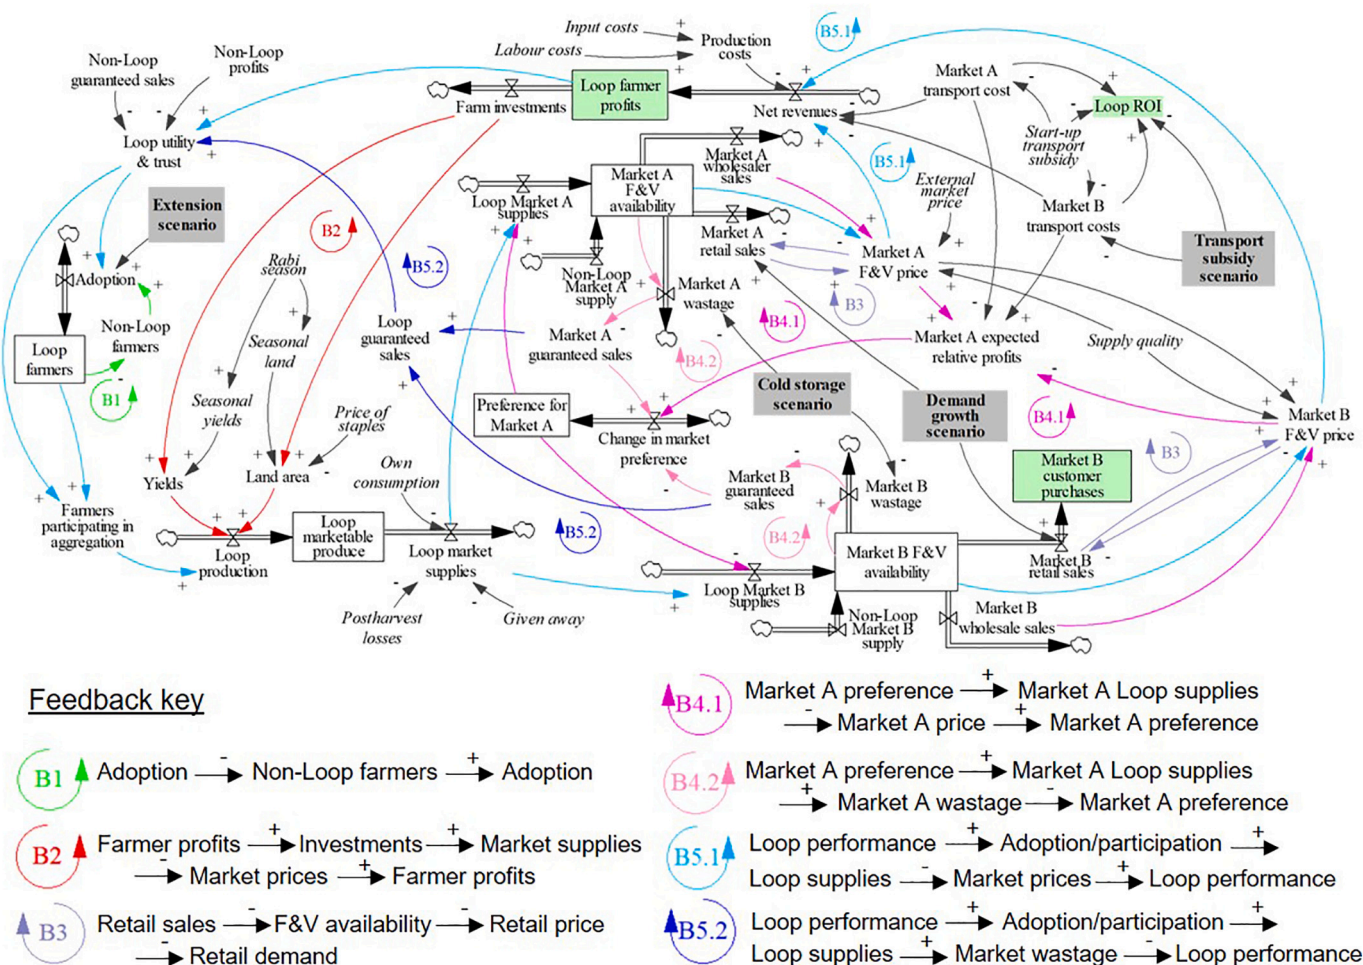 Input costs
Labour costs
Production
costs
B5.1
Non-Loop
guaranteed sales
Non-Loop
profits
Loop farmer
profits
Farm investments
Net revenues
Market A
transport cost
Loop ROI
Start-up
transport
subsidy
Loop utility
& trust
Market A
wholesaler
sales
B5.1
Market A
F&V
availability
Loop Market A
supplies
External
market
price
Market B
transport costs
Extension
scenario
B2
Market A
retail sales
Market A
F&V price
Transport
subsidy
scenario
B5.2
Rabi
season
Adoption
Non-Loop
Market A
supply
Market A
wastage
B3
B4.1
Loop
guaranteed
sales
Non-Loop
farmers
Market A
guaranteed sales
Market A expected
relative profits
Supply quality
Loop
farmers
Seasonal
land
B4.2
B1
Seasonal
yields
Price of
staples
Preference for
Market A
Cold storage
scenario
Demand
growth
scenario
B4.1
Market B
F&V price
Change in market
preference
B3
Own
consumption
Yields
Land area
Market B
guaranteed
sales
Market B
wastage
Market B
customer
purchases
Farmers
participating in
aggregation
Loop
marketable
produce
B5.2
B4.2
Loop
production
Loop market
supplies
Market B F&V
availability
Market B
retail sales
Loop Market B
supplies
Postharvest
losses
Given away
Non-Loop
Market B
supply
Market B
wholesale sales
Feedback key
B1 Adoption - Non-Loop farmers + Adoption
B2 Farmer profits + Investments + Market supplies
- Market prices + Farmer profits
B3 Retail sales - F&V availability - Retail price
- Retail demand
B4.1 Market A preference + Market A Loop supplies
- Market A price + Market A preference
B4.2 Market A preference + Market A Loop supplies
+ Market A wastage - Market A preference
B5.1 Loop performance + Adoption/participation +
Loop supplies - Market prices + Loop performance
B5.2 Loop performance + Adoption/participation +
Loop supplies + Market wastage - Loop performance